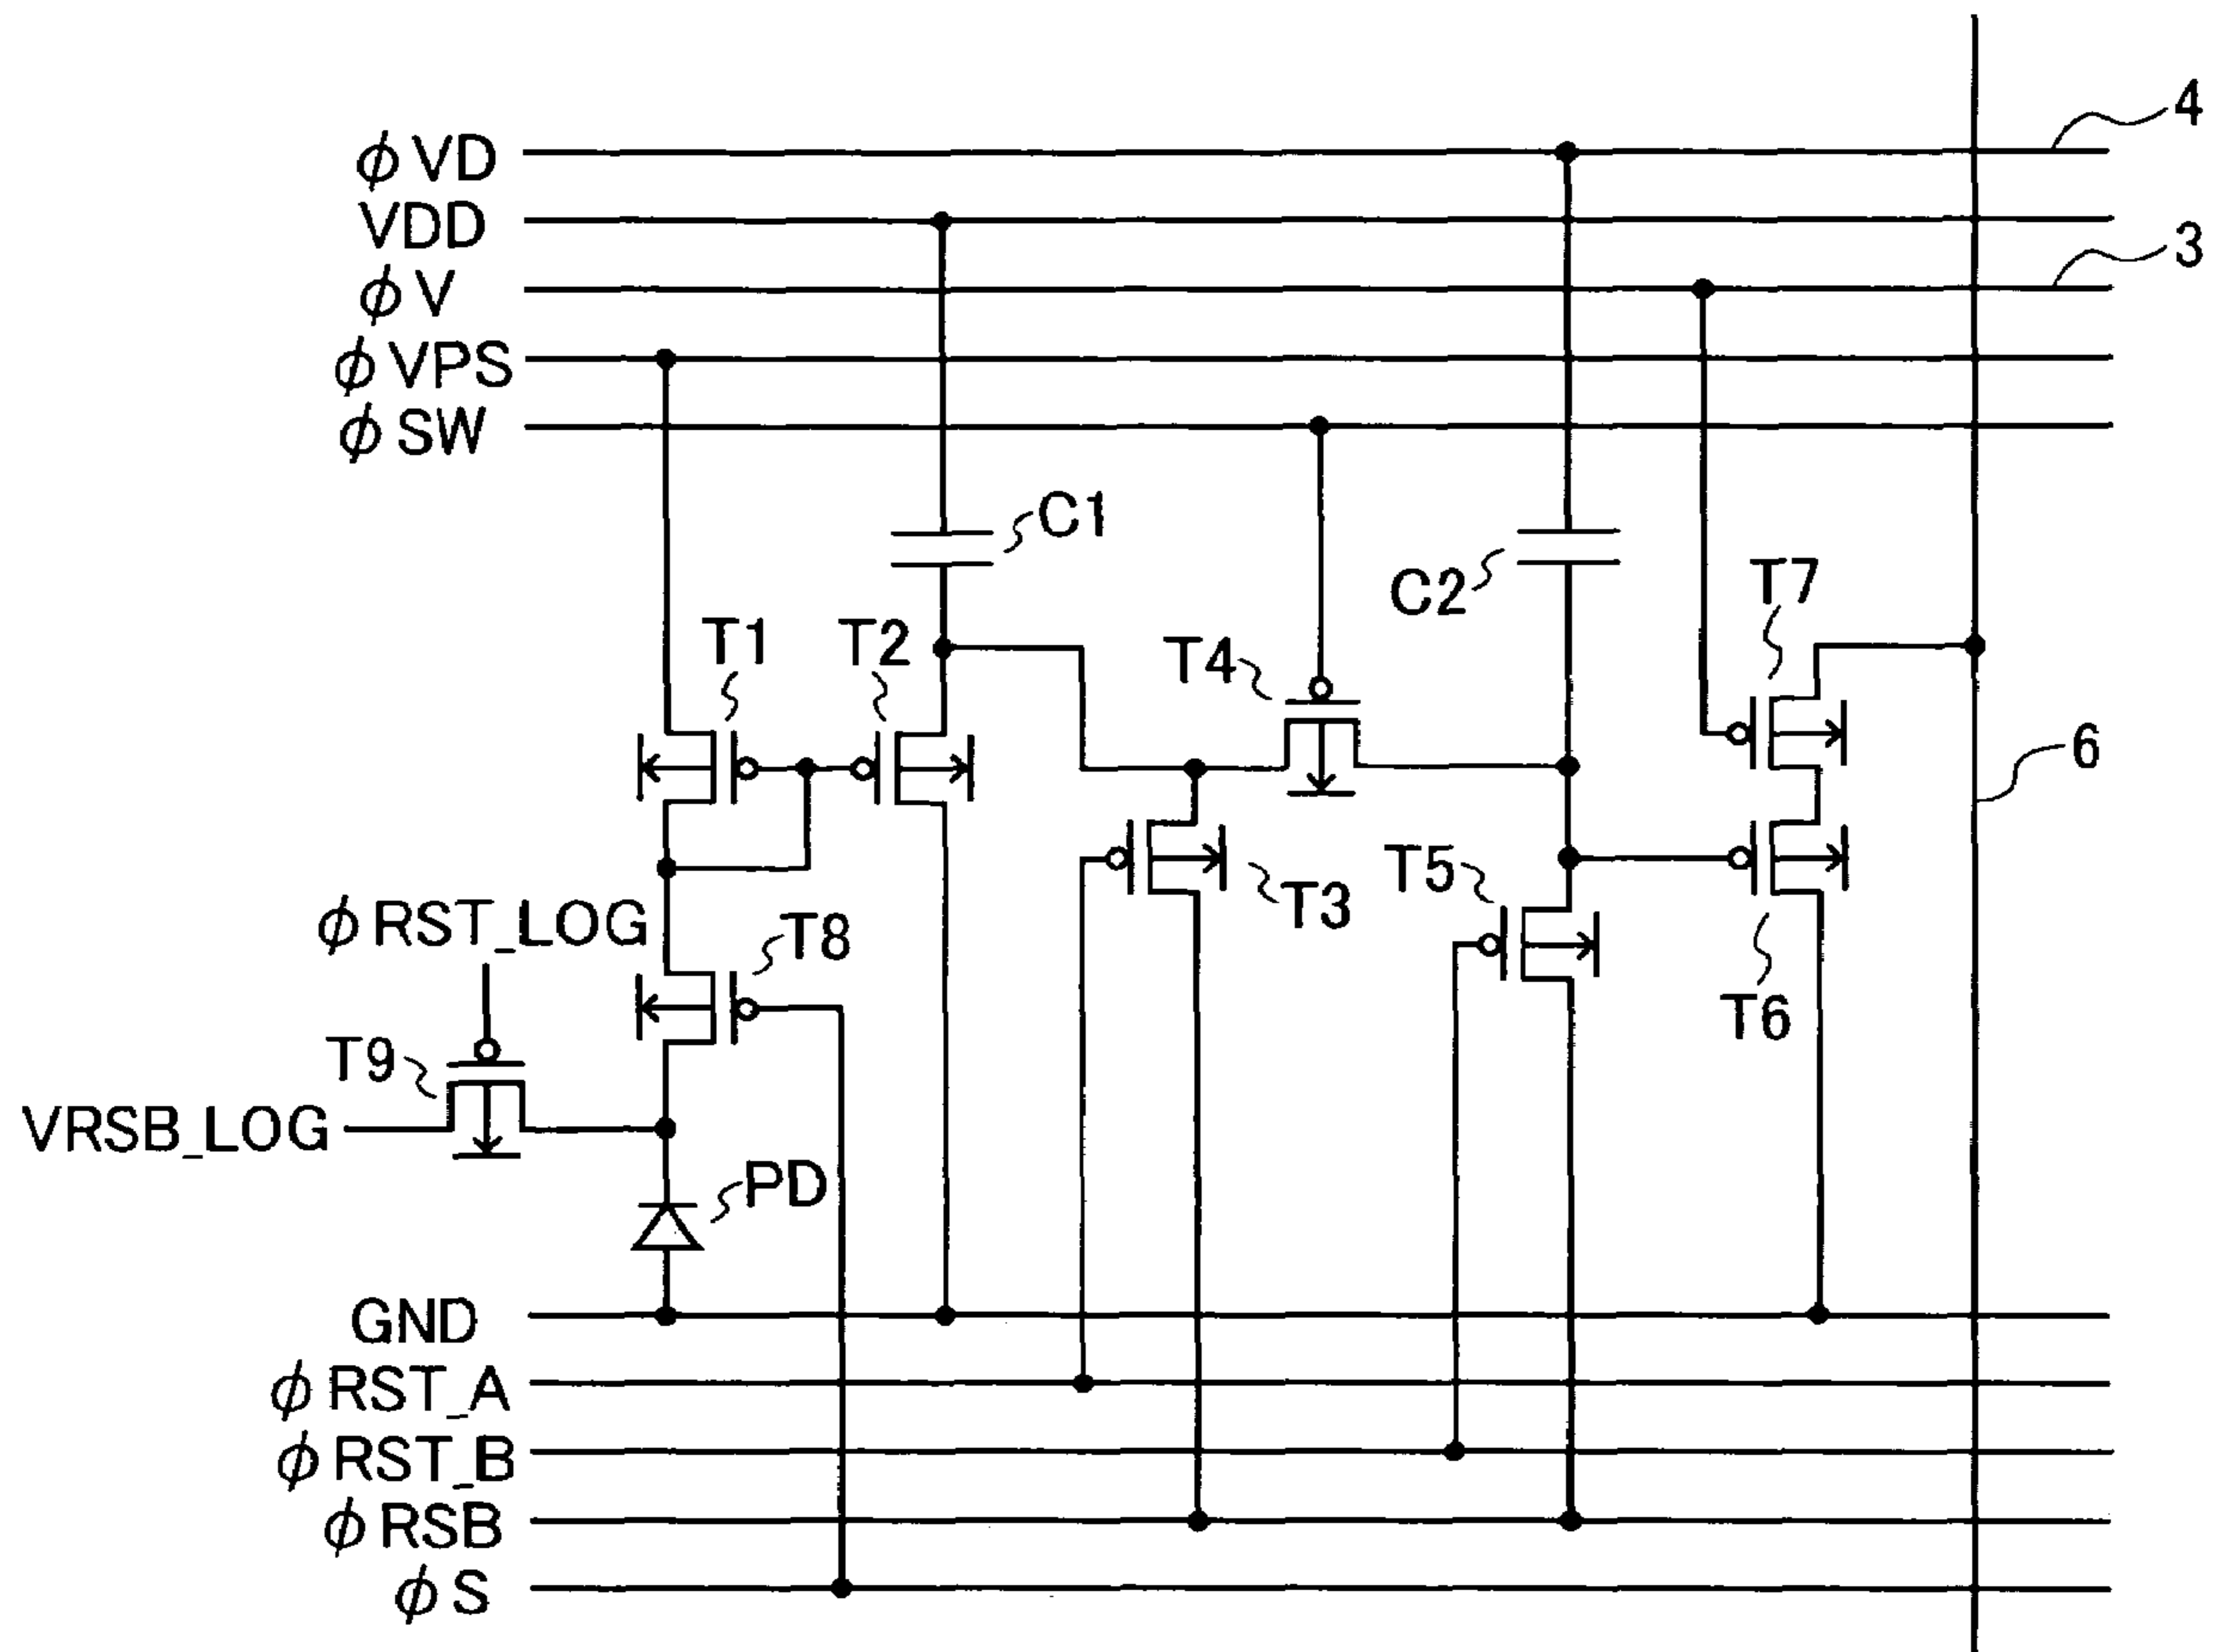 4
φVD
VDD
3
φV
φVPS
φSW
C1
C2
T7
T1
T2
T4
6
T5
T3
φRST_LOG
T8
T6
T9
VRSB_LOG
PD
GND
φRST_A
φRST_B
φRSB
φS